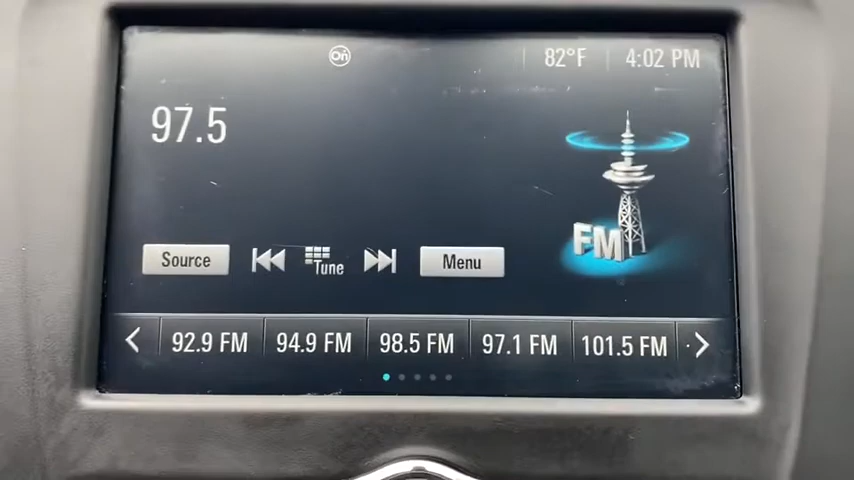 On 82°F 4:02 PM
97.5
FM
Source Tune Menu
92.9 FM 94.9 FM 98.5 FM 97.1 FM 101.5 FM